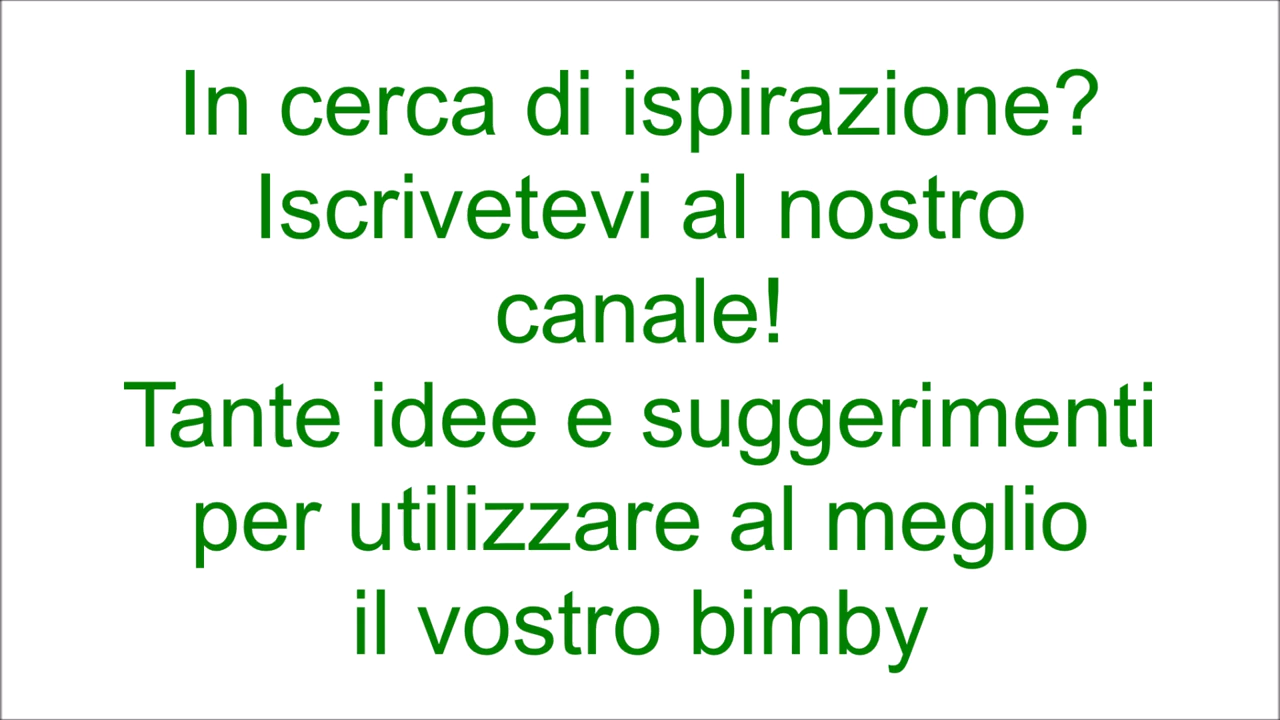 In cerca di ispirazione?
Iscrivetevi al nostro
canale!
Tante idee e suggerimenti
per utilizzare al meglio
il vostro bimby